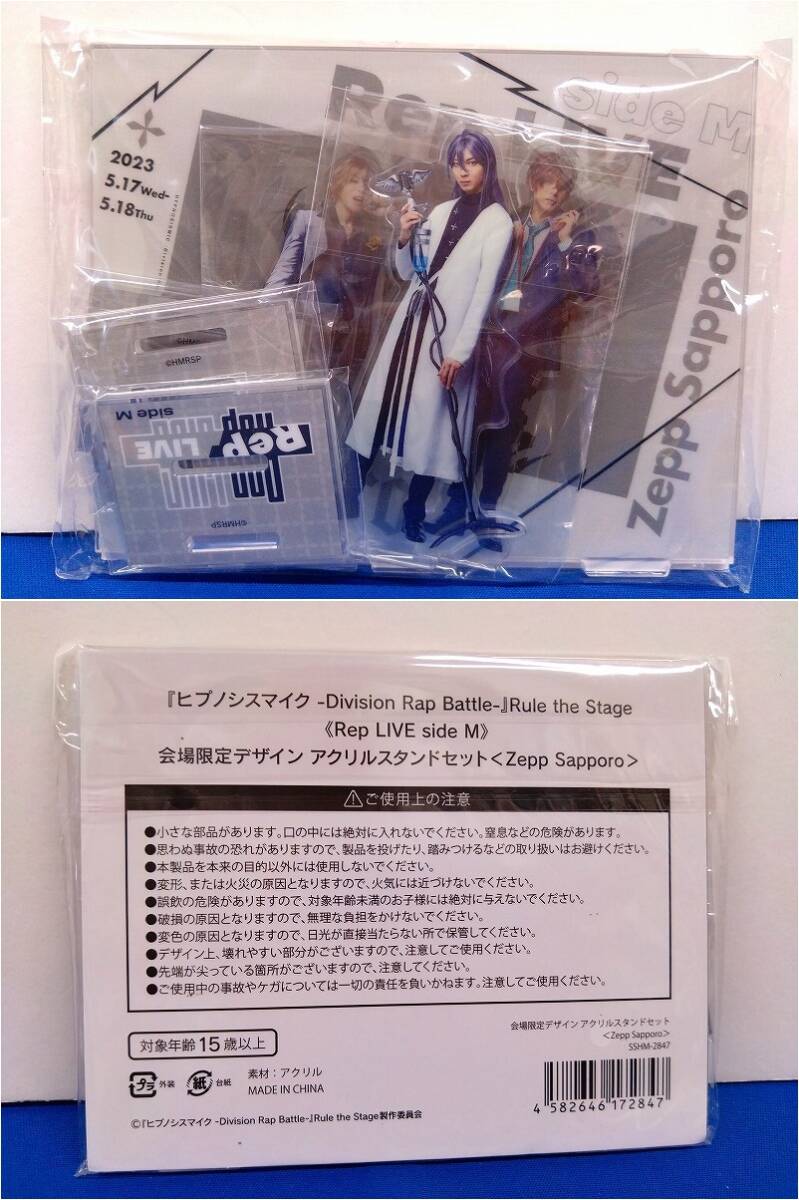 side M
Rep LIVE
2023
5.17Wed-
5.18Thu
Zepp Sapporo
©HMRSP
side M
Rep LIVE
©HMRSP
『ヒプノシスマイク -Division Rap Battle-』Rule the Stage
《Rep LIVE side M》
会場限定デザイン アクリルスタンドセット＜Zepp Sapporo＞
⚠ご使用上の注意
●小さな部品があります。口の中には絶対に入れないでください。窒息などの危険があります。
●思わぬ事故の恐れがありますので、製品を投げたり、踏みつけるなどの取り扱いはお避けください。
●本製品を本来の目的以外には使用しないでください。
●変形、または火災の原因となりますので、火気には近づけないでください。
●誤飲の危険がありますので、対象年齢未満のお子様には絶対に与えないでください。
●破損の原因となりますので、無理な負担をかけないでください。
●変色の原因となりますので、日光が直接当たらない所で保管してください。
●デザイン上、壊れやすい部分がございますので、注意してご使用ください。
●先端が尖っている箇所がございますので、注意してください。
●ご使用中の事故やケガについては一切の責任を負いかねます。注意してご使用ください。
会場限定デザイン アクリルスタンドセット
＜Zepp Sapporo＞
SSHM-2847
対象年齢15歳以上
プラ 外装 紙 台紙
素材：アクリル
MADE IN CHINA
4 582646 172847
©『ヒプノシスマイク -Division Rap Battle-』Rule the Stage製作委員会